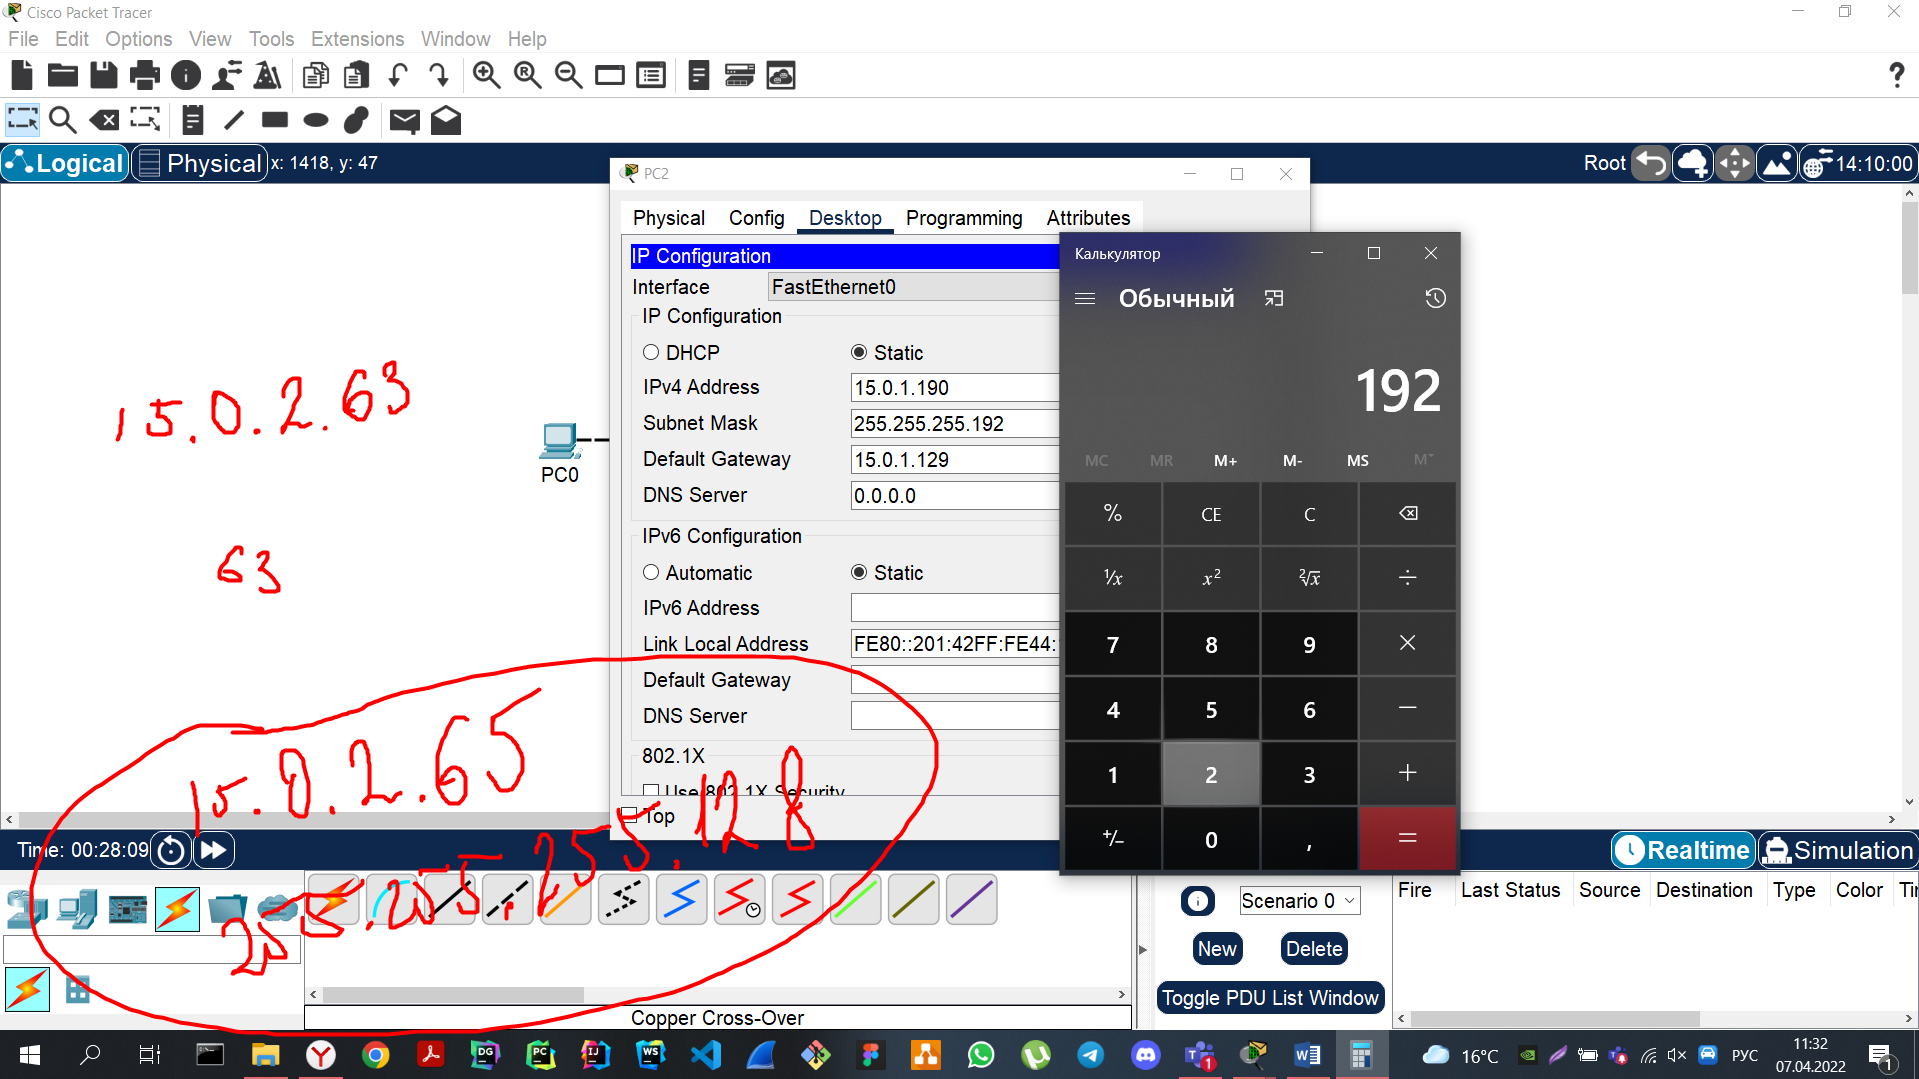 Cisco Packet Tracer
File Edit Options View Tools Extensions Window Help
Logical Physical x: 1418, y: 47
Root 14:10:00
PC2
Physical Config Desktop Programming Attributes
IP Configuration
Interface FastEthernet0
IP Configuration
DHCP Static
IPv4 Address 15.0.1.190
Subnet Mask 255.255.255.192
Default Gateway 15.0.1.129
DNS Server 0.0.0.0
IPv6 Configuration
Automatic Static
IPv6 Address
Link Local Address FE80::201:42FF:FE44:
Default Gateway
DNS Server
802.1X
Use 802.1X Security
Top
Калькулятор
Обычный
192
MC MR M+ M- MS M˅
% CE C
¹/x x² ²√x ÷
7 8 9 ×
4 5 6 −
1 2 3 +
+/− 0 , =
15.0.2.63
PC0
63
15.0.2.65
255.255.255.128
Time: 00:28:09
Realtime Simulation
Scenario 0
New Delete
Toggle PDU List Window
Fire Last Status Source Destination Type Color Ti
Copper Cross-Over
DG PC IJ WS
1
16°C
РУС
11:32
07.04.2022
1